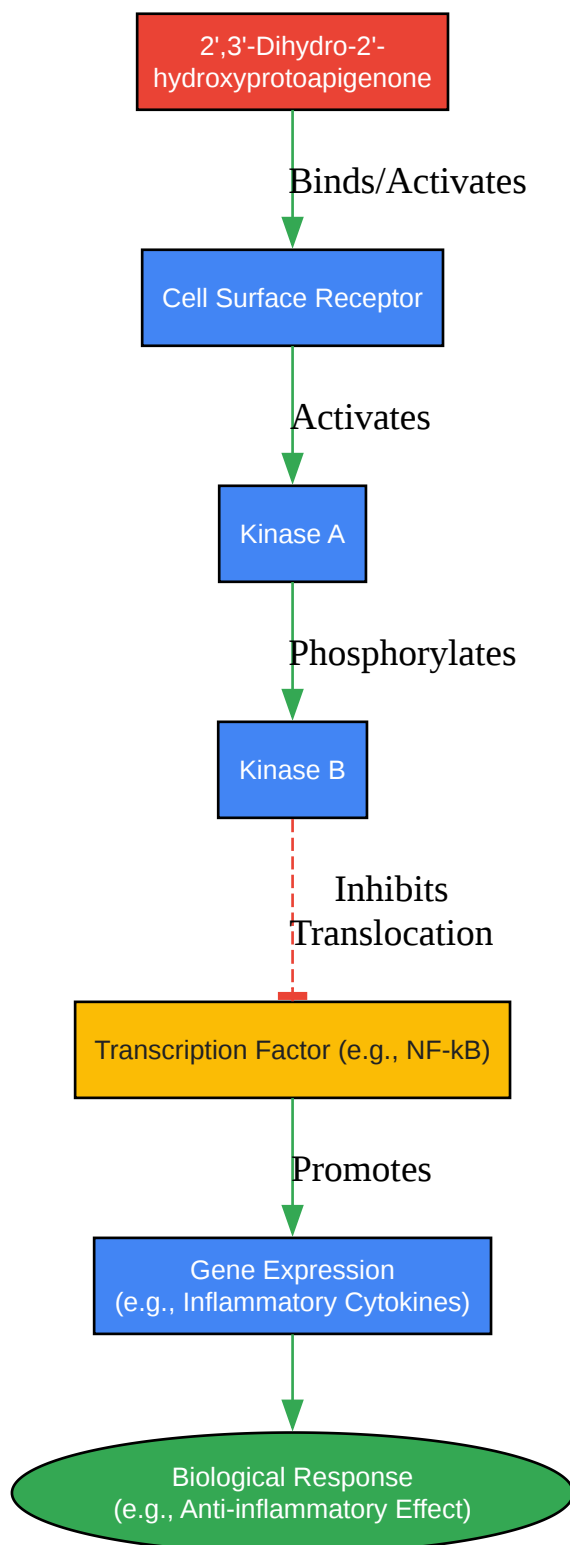 2',3'-Dihydro-2'-
hydroxyprotoapigenone
Binds/Activates
Cell Surface Receptor
Activates
Kinase A
Phosphorylates
Kinase B
Inhibits
Translocation
Transcription Factor (e.g., NF-kB)
Promotes
Gene Expression
(e.g., Inflammatory Cytokines)
Biological Response
(e.g., Anti-inflammatory Effect)